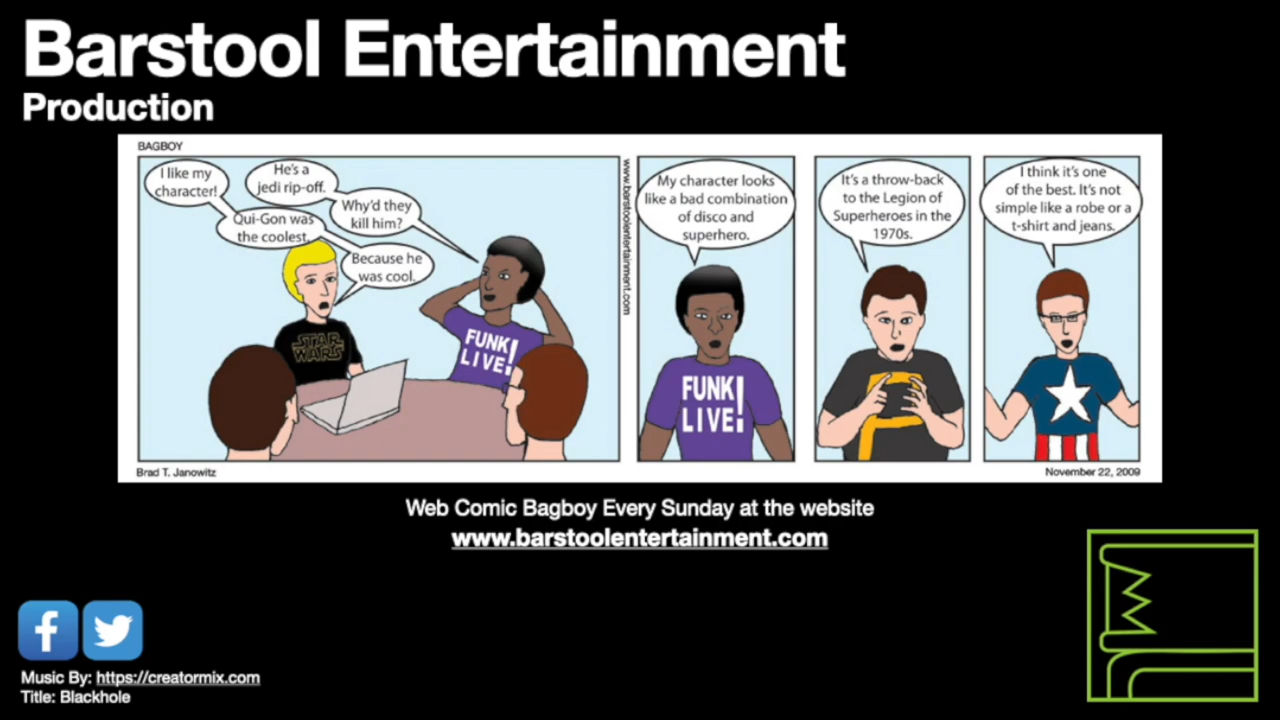 Barstool Entertainment
Production
BAGBOY
I like my
character!
He's a
jedi rip-off.
Qui-Gon was
the coolest.
Why'd they
kill him?
Because he
was cool.
STAR
WARS
FUNK
LIVE!
www.barstoolentertainment.com
My character looks
like a bad combination
of disco and
superhero.
FUNK
LIVE!
It's a throw-back
to the Legion of
Superheroes in the
1970s.
I think it's one
of the best. It's not
simple like a robe or a
t-shirt and jeans.
Brad T. Janowitz
November 22, 2009
Web Comic Bagboy Every Sunday at the website
www.barstoolentertainment.com
Music By: https://creatormix.com
Title: Blackhole